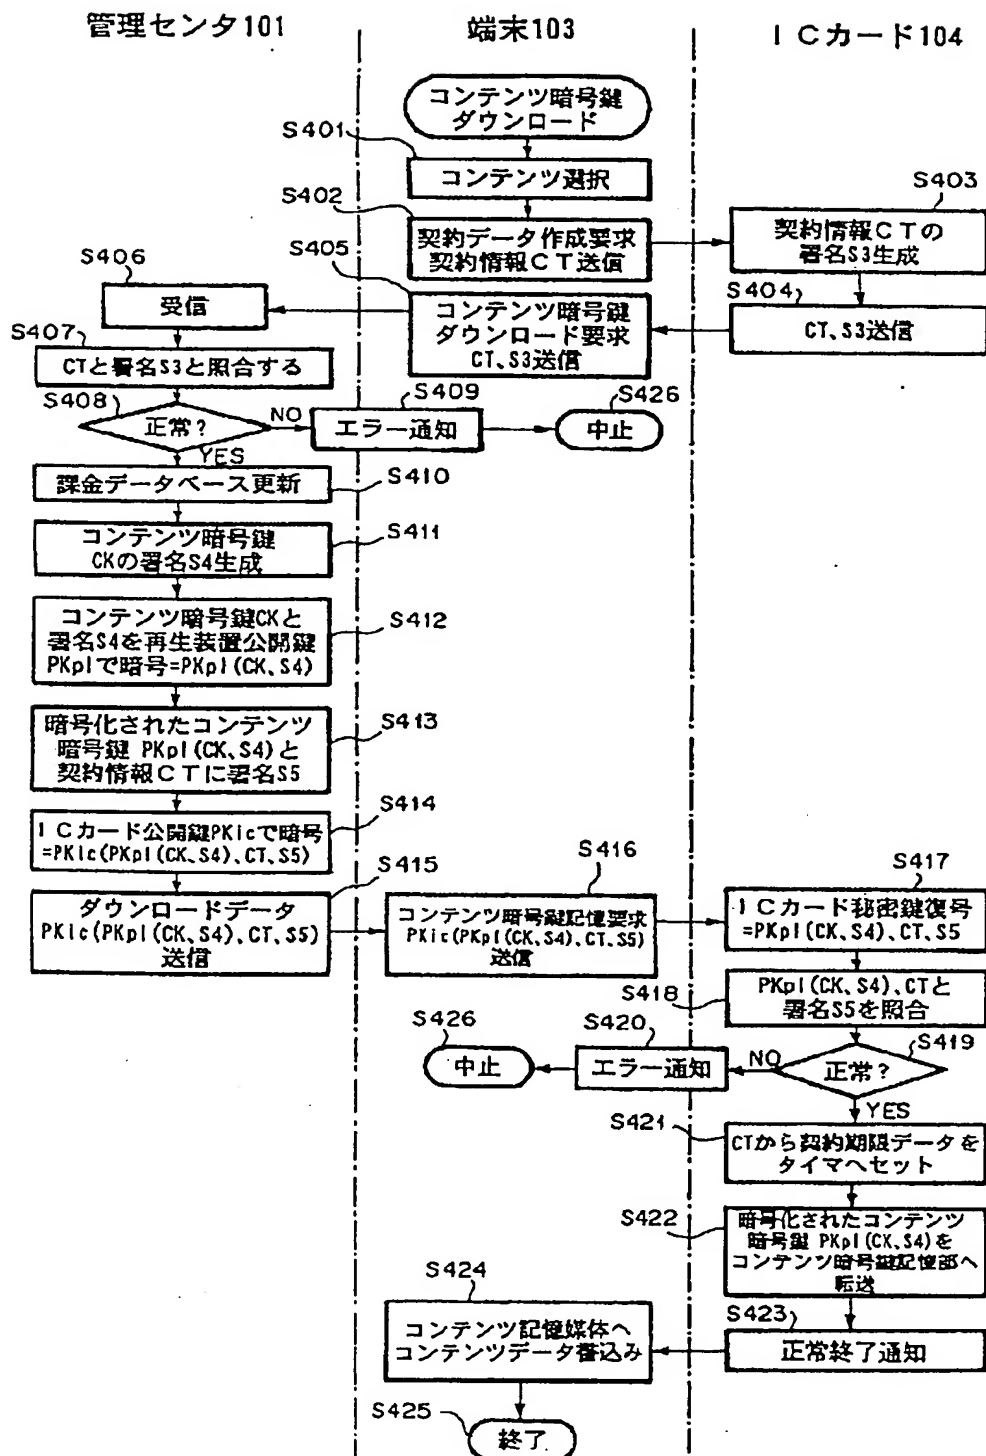 管理センタ101
端末103
ICカード104
コンテンツ暗号鍵
ダウンロード
S401
コンテンツ選択
S402
契約データ作成要求
契約情報CT送信
S403
契約情報CTの
署名S3生成
S404
CT、S3送信
S405
コンテンツ暗号鍵
ダウンロード要求
CT、S3送信
S406
受信
S407
CTと署名S3と照合する
S408
正常?
NO
YES
S409
エラー通知
S426
中止
課金データベース更新
S410
コンテンツ暗号鍵
CKの署名S4生成
S411
コンテンツ暗号鍵CKと
署名S4を再生装置公開鍵
PKplで暗号=PKpl(CK、S4)
S412
暗号化されたコンテンツ
暗号鍵 PKpl(CK、S4)と
契約情報CTに署名S5
S413
ICカード公開鍵PKicで暗号
=PKic(PKpl(CK、S4)、CT、S5)
S414
ダウンロードデータ
PKic(PKpl(CK、S4)、CT、S5)
送信
S415
S416
コンテンツ暗号鍵記憶要求
PKic(PKpl(CK、S4)、CT、S5)
送信
S417
ICカード秘密鍵復号
=PKpl(CK、S4)、CT、S5
S418
PKpl(CK、S4)、CTと
署名S5を照合
S419
正常?
NO
YES
S420
エラー通知
S426
中止
S421
CTから契約期限データを
タイマへセット
S422
暗号化されたコンテンツ
暗号鍵 PKpl(CK、S4)を
コンテンツ暗号鍵記憶部へ
転送
S423
正常終了通知
S424
コンテンツ記憶媒体へ
コンテンツデータ書込み
S425
終了